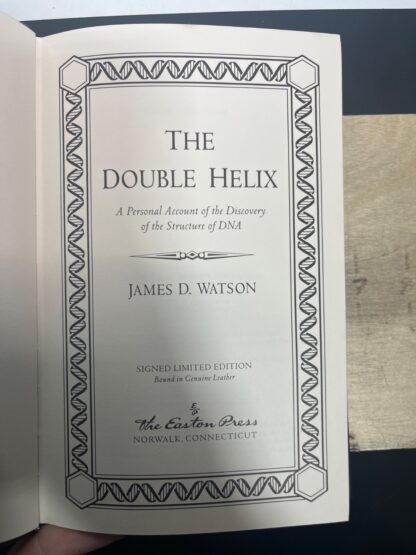 THE
DOUBLE HELIX
A Personal Account of the Discovery
of the Structure of DNA
JAMES D. WATSON
SIGNED LIMITED EDITION
Bound in Genuine Leather
The Easton Press
NORWALK, CONNECTICUT